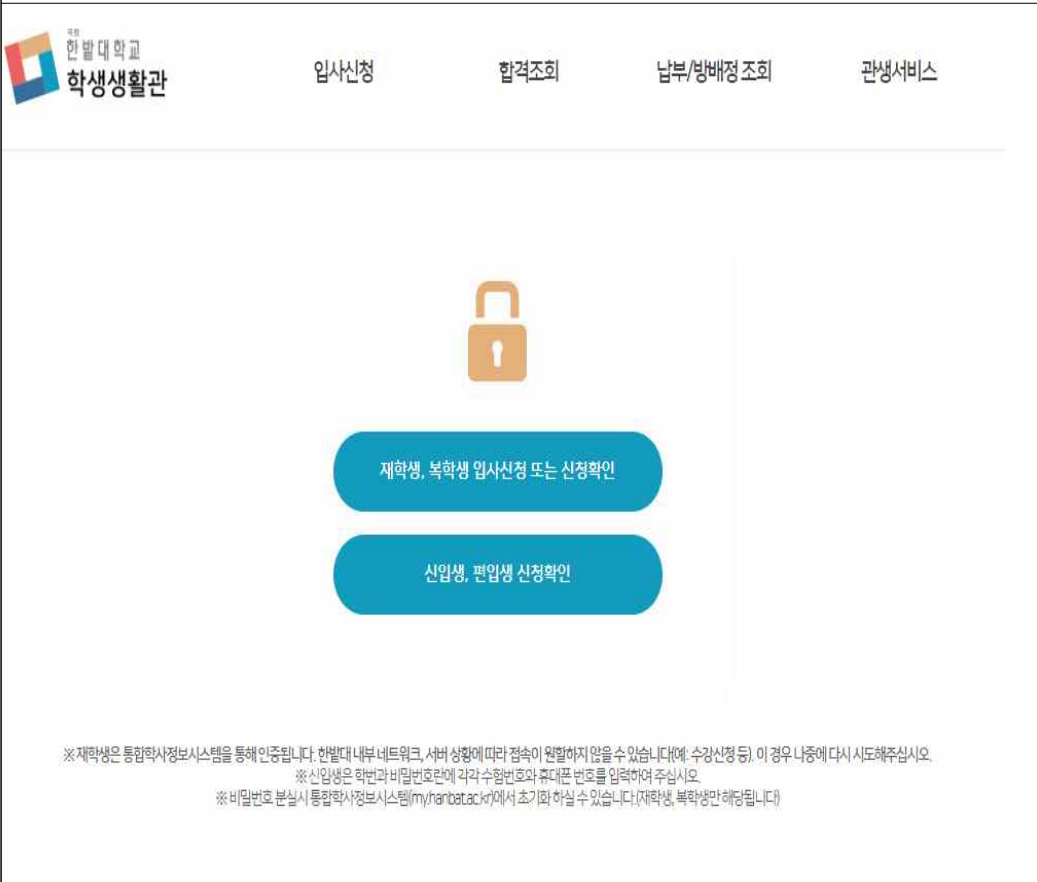 국립
한밭대학교
학생생활관
입사신청
합격조회
납부/방배정 조회
관생서비스
재학생, 복학생 입사신청 또는 신청확인
신입생, 편입생 신청확인
※ 재학생은 통합학사정보시스템을 통해 인증됩니다. 한밭대 내부 네트워크, 서버 상황에 따라 접속이 원활하지 않을 수 있습니다(예: 수강신청 등). 이 경우 나중에 다시 시도해주십시오.
※ 신입생은 학번과 비밀번호란에 각각 수험번호와 휴대폰 번호를 입력하여 주십시오.
※ 비밀번호 분실시 통합학사정보시스템(my.hanbat.ac.kr)에서 초기화 하실 수 있습니다.(재학생, 복학생만 해당됩니다)